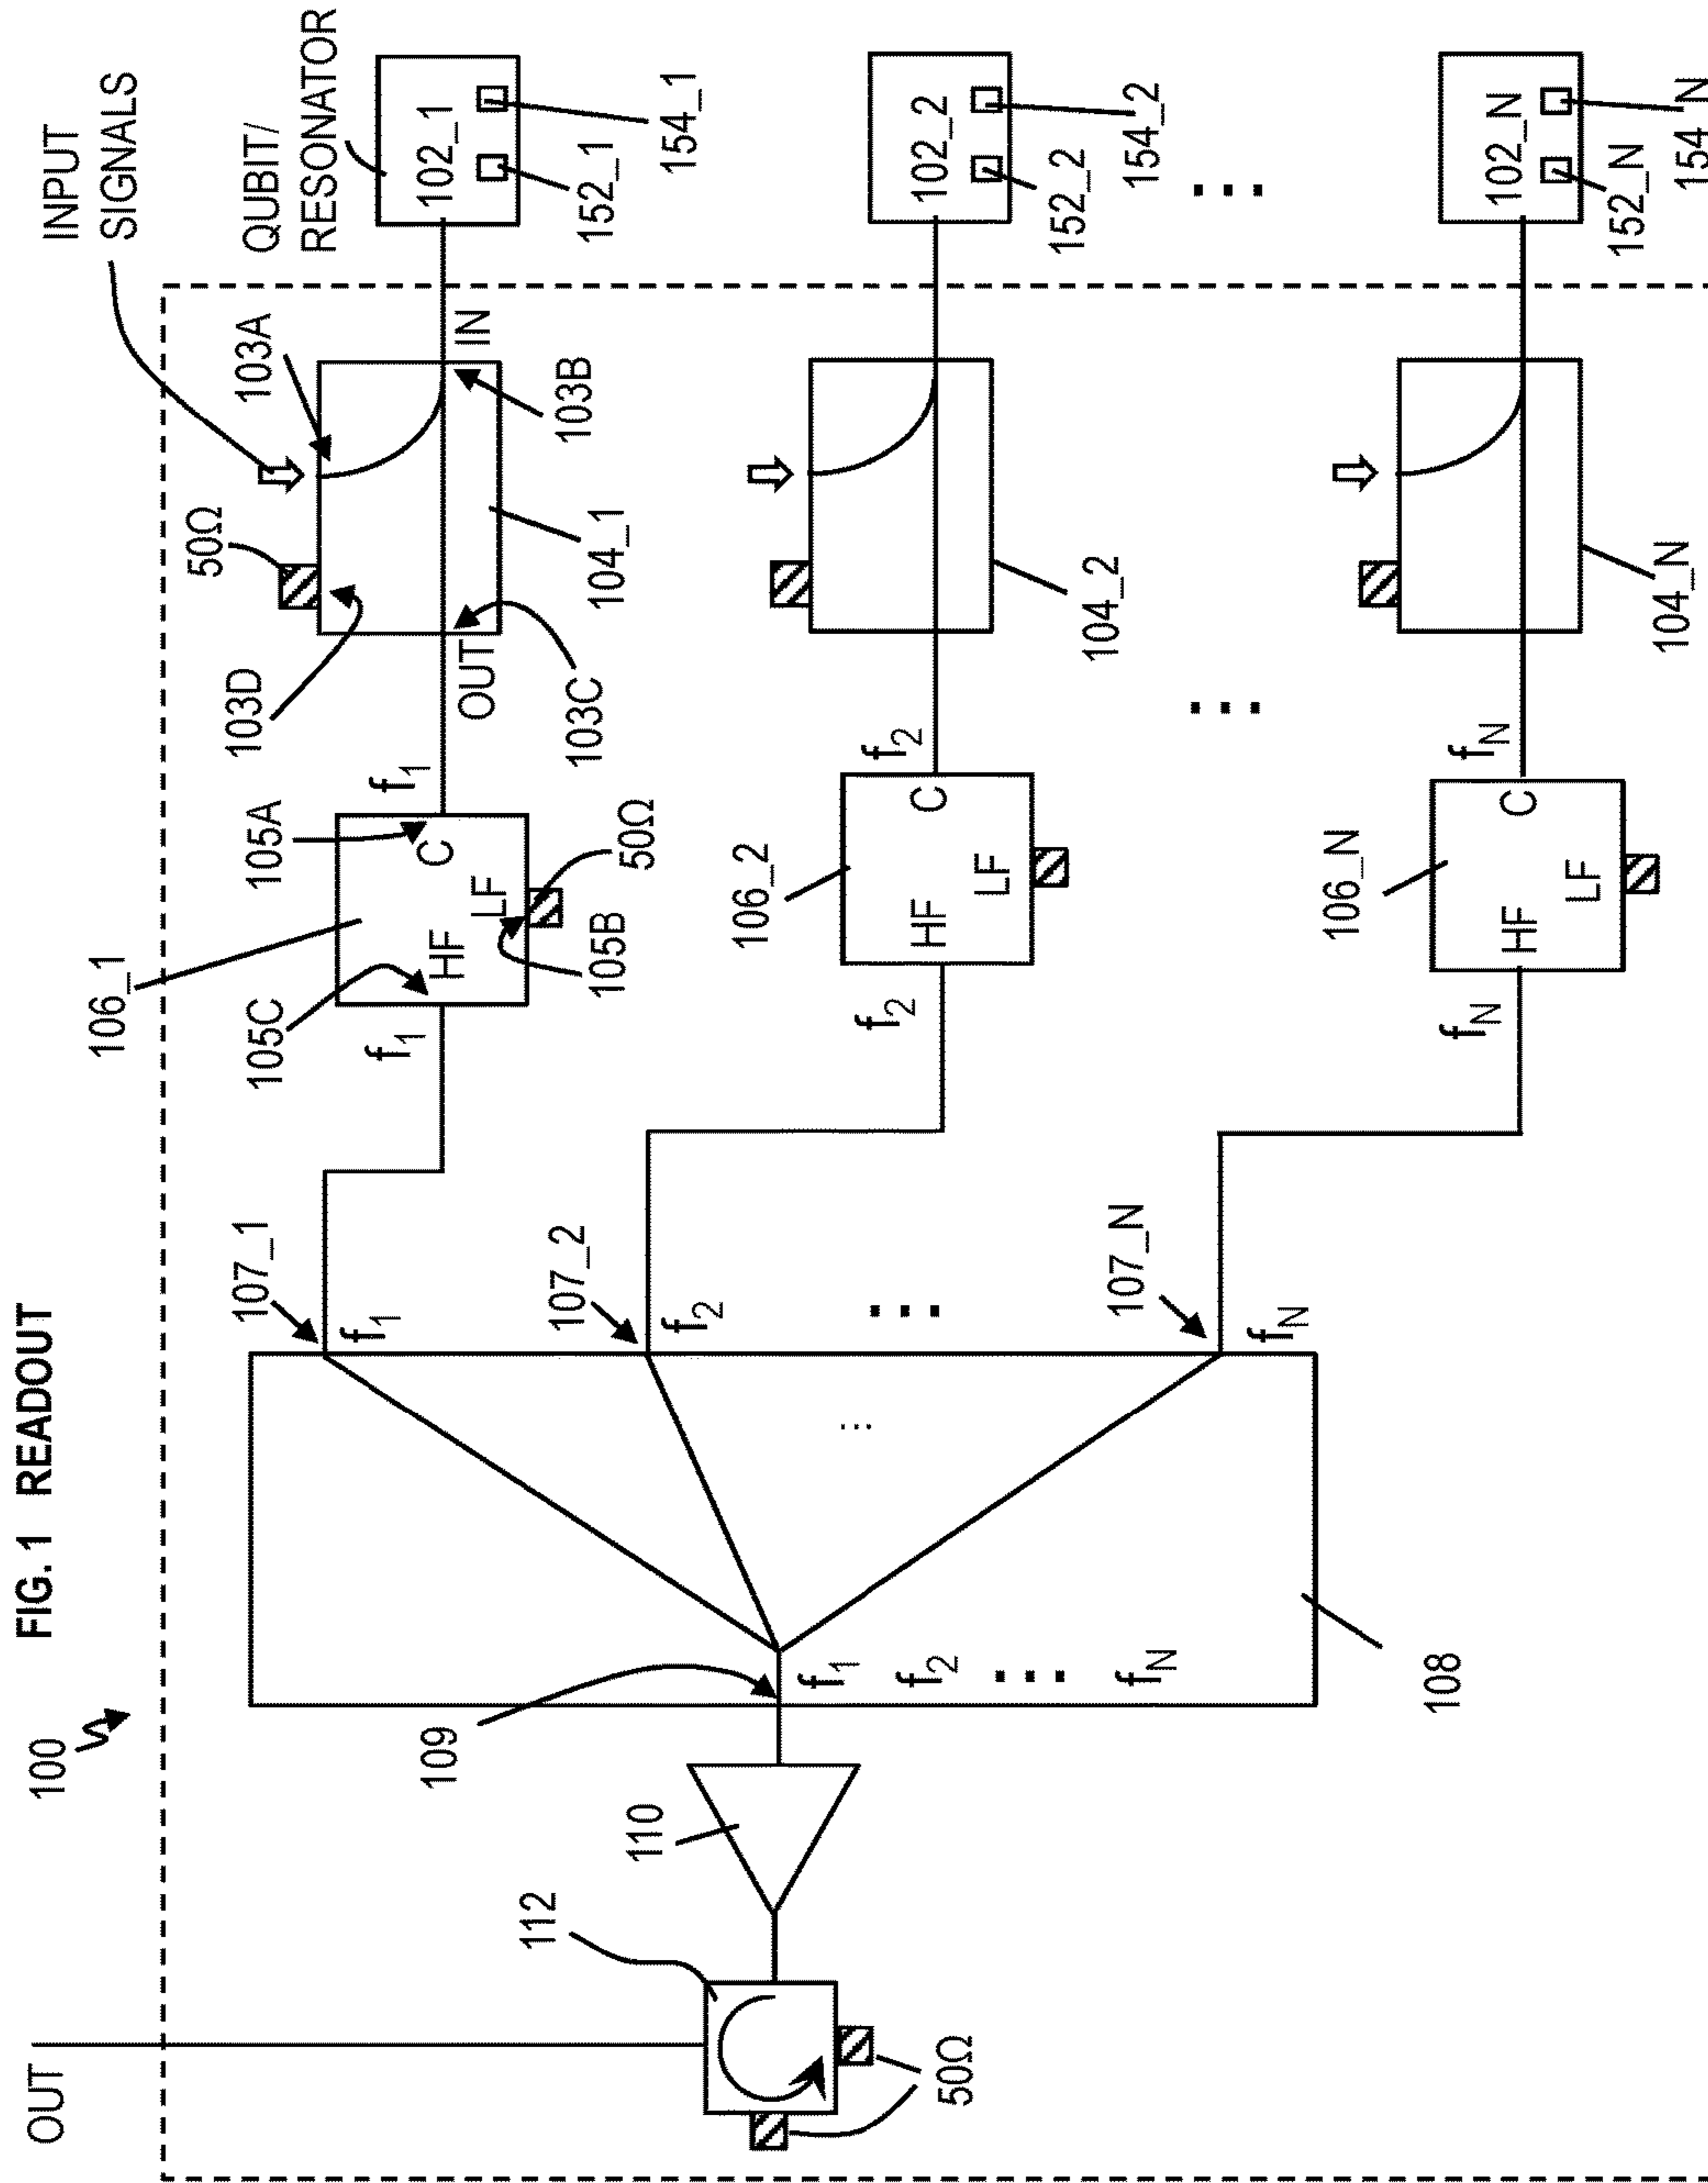 FIG. 1 READOUT
100
OUT
112
50Ω
110
109
f1
f2
...
fN
108
107_1
f1
107_2
f2
...
107_N
fN
106_1
105C
HF
f1
105A
C
LF
105B
50Ω
f1
106_2
HF
C
LF
f2
f2
106_N
HF
C
LF
fN
fN
...
103D
50Ω
103A
INPUT
SIGNALS
OUT
103C
104_1
IN
103B
104_2
104_N
...
QUBIT/
RESONATOR
102_1
152_1
154_1
102_2
152_2
154_2
...
102_N
152_N
154_N